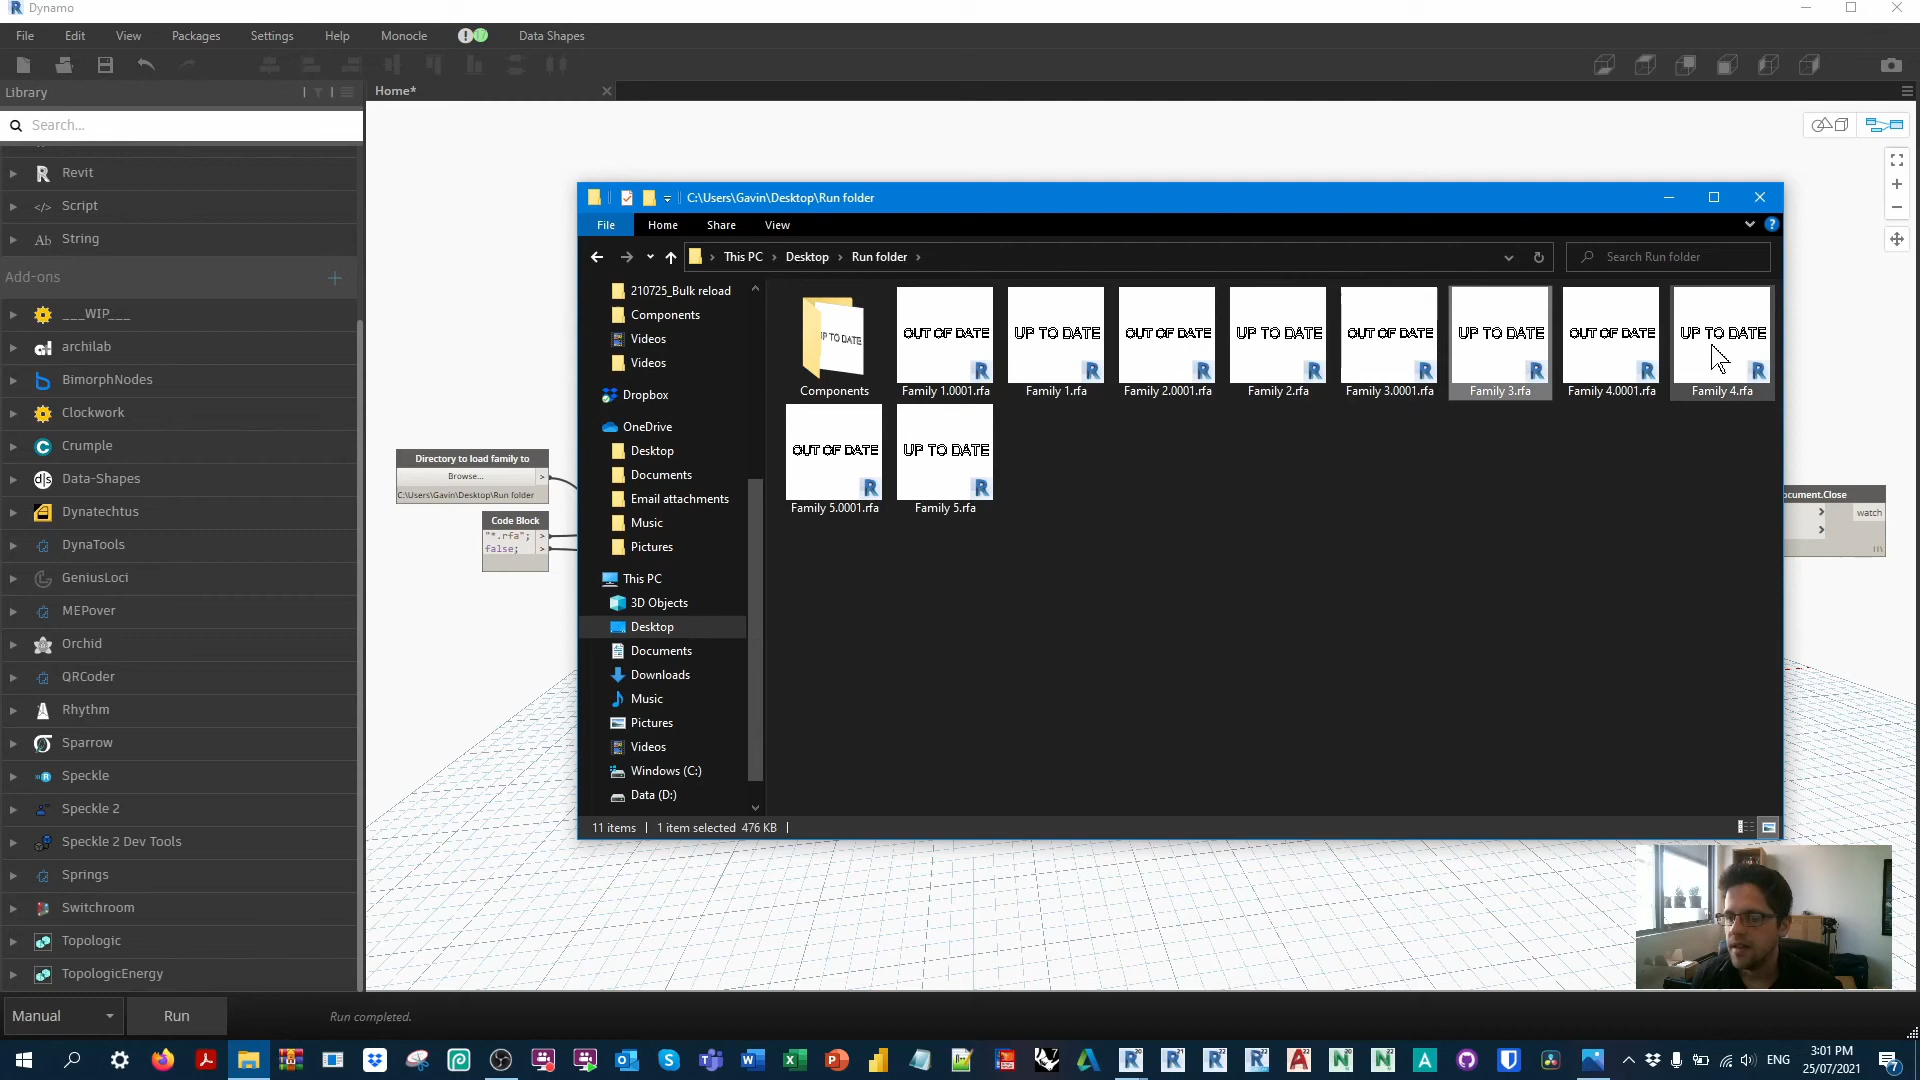 Dynamo
File Edit View Packages Settings Help Monocle Data Shapes
Library
Home*
Search...
Revit
Script
String
Add-ons
___WIP___
archilab
BimorphNodes
Clockwork
Crumple
Data-Shapes
Dynatechtus
DynaTools
GeniusLoci
MEPover
Orchid
QRCoder
Rhythm
Sparrow
Speckle
Speckle 2
Speckle 2 Dev Tools
Springs
Switchroom
Topologic
TopologicEnergy
Manual
Run
Run completed.
Directory to load family to
Browse...
>
C:\Users\Gavin\Desktop\Run folder
Code Block
"*.rfa"; >
false; >
C:\Users\Gavin\Desktop\Run folder
File Home Share View
This PC > Desktop > Run folder >
Search Run folder
210725_Bulk reload
Components
Videos
Videos
Dropbox
OneDrive
Desktop
Documents
Email attachments
Music
Pictures
This PC
3D Objects
Desktop
Documents
Downloads
Music
Pictures
Videos
Windows (C:)
Data (D:)
UP TO DATE
OUT OF DATE
UP TO DATE
OUT OF DATE
UP TO DATE
OUT OF DATE
UP TO DATE
OUT OF DATE
UP TO DATE
Components
Family 1.0001.rfa
Family 1.rfa
Family 2.0001.rfa
Family 2.rfa
Family 3.0001.rfa
Family 3.rfa
Family 4.0001.rfa
Family 4.rfa
OUT OF DATE
UP TO DATE
Family 5.0001.rfa
Family 5.rfa
11 items
1 item selected 476 KB
ocument.Close
> watch
>
ENG
3:01 PM
25/07/2021